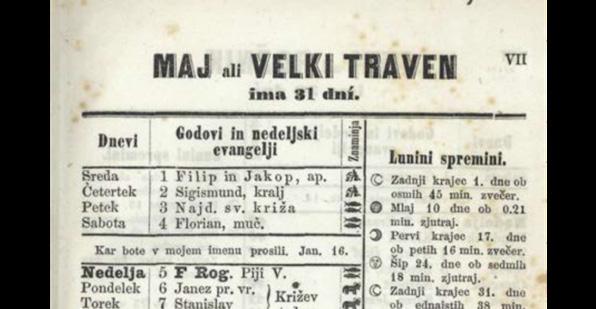 VII
MAJ ali VELKI TRAVEN
ima 31 dní.
Dnevi
Godovi in nedeljski
evangelji
Znaminja
Sreda 1 Filip in Jakop, ap.
Četertek 2 Sigismund, kralj
Petek 3 Najd. sv. križa
Sabota 4 Florian, muč.
Kar bote v mojem imenu prosili. Jan. 16.
Nedelja 5 F Rog. Piji V.
Pondelek 6 Janez pr. vr.
Torek 7 Stanislav
Križev
Lunini spremini.
Zadnji krajec 1. dne ob
osmih 45 min. zvečer.
Mlaj 10 dne ob 0.21
min. zjutraj.
Pervi krajec 17. dne
ob petih 16 min. zvečer.
Šip 24. dne ob sedmih
18 min. zjutraj.
Zadnji krajec 31. dne
ob ednajstih 38 min.